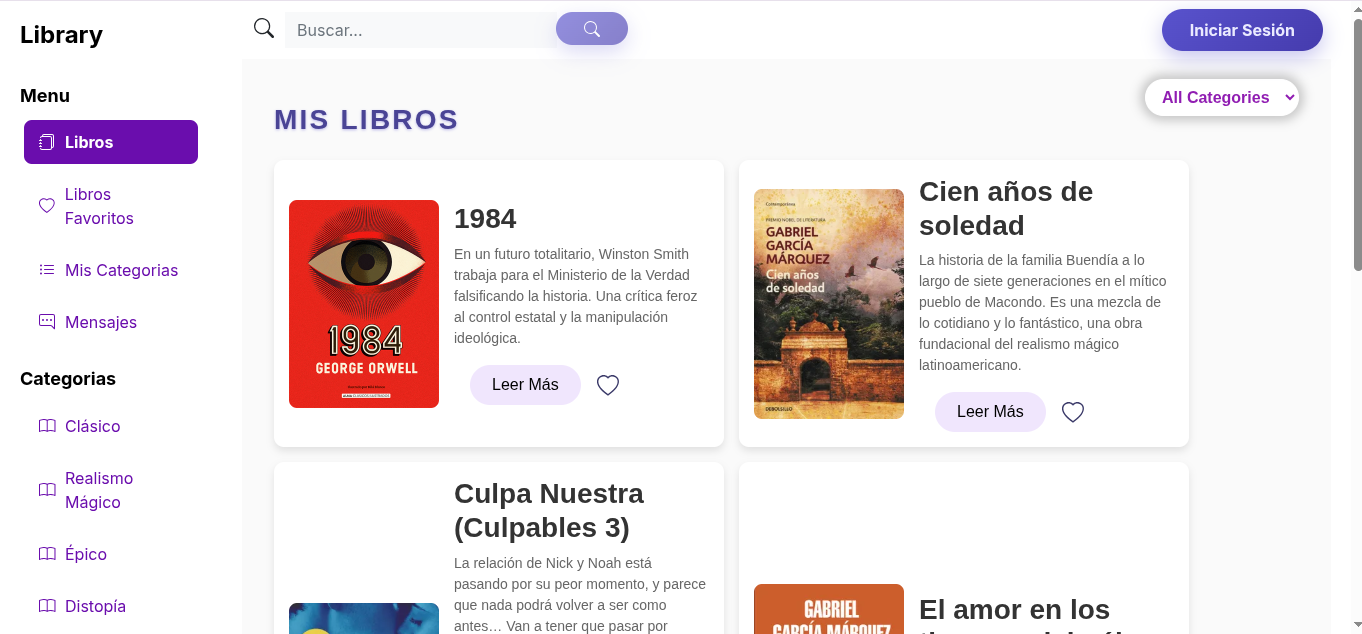 Library
Buscar...
Iniciar Sesión
Menu
Libros
Libros
Favoritos
Mis Categorias
Mensajes
Categorias
Clásico
Realismo
Mágico
Épico
Distopía
All Categories
MIS LIBROS
1984
GEORGE ORWELL
1984
En un futuro totalitario, Winston Smith
trabaja para el Ministerio de la Verdad
falsificando la historia. Una crítica feroz
al control estatal y la manipulación
ideológica.
Leer Más
Contemporánea
PREMIO NOBEL DE LITERATURA
GABRIEL
GARCÍA
MÁRQUEZ
Cien años
de soledad
DEBOLSILLO
Cien años de
soledad
La historia de la familia Buendía a lo
largo de siete generaciones en el mítico
pueblo de Macondo. Es una mezcla de
lo cotidiano y lo fantástico, una obra
fundacional del realismo mágico
latinoamericano.
Leer Más
Culpa Nuestra
(Culpables 3)
La relación de Nick y Noah está
pasando por su peor momento, y parece
que nada podrá volver a ser como
antes… Van a tener que pasar por
GABRIEL
GARCÍA MÁRQUEZ
El amor en los